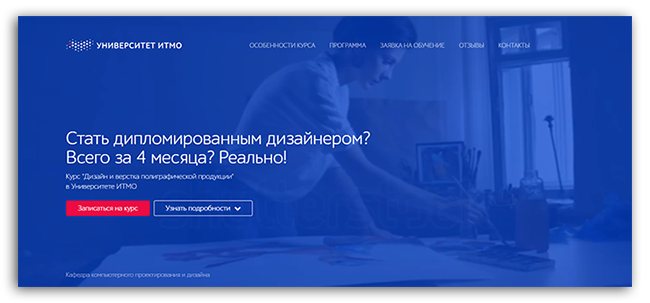 УНИВЕРСИТЕТ ИТМО
ОСОБЕННОСТИ КУРСА ПРОГРАММА ЗАЯВКА НА ОБУЧЕНИЕ ОТЗЫВЫ КОНТАКТЫ
Стать дипломированным дизайнером?
Всего за 4 месяца? Реально!
Курс "Дизайн и верстка полиграфической продукции"
в Университете ИТМО
Записаться на курс Узнать подробности
Кафедра компьютерного проектирования и дизайна